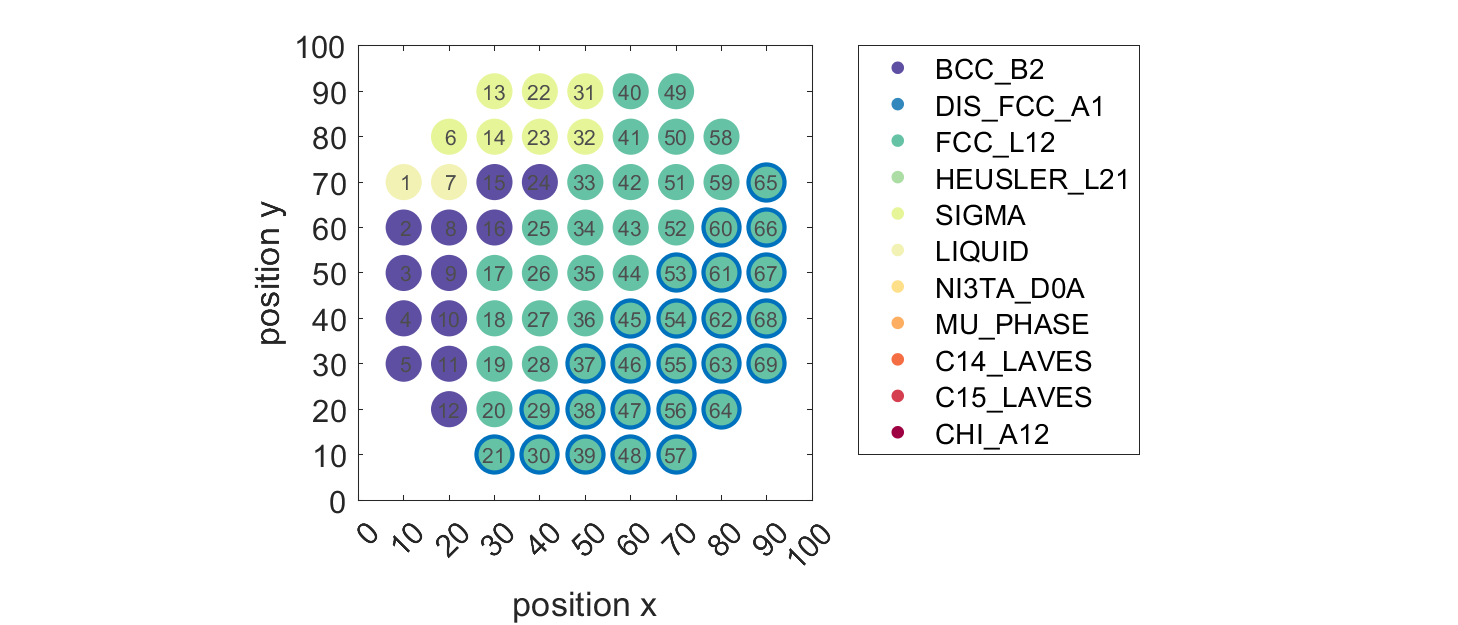 100
90
80
70
60
50
40
30
20
10
0
position y
13 22 31 40 49
6 14 23 32 41 50 58
1 7 15 24 33 42 51 59 65
2 8 16 25 34 43 52 60 66
3 9 17 26 35 44 53 61 67
4 10 18 27 36 45 54 62 68
5 11 19 28 37 46 55 63 69
12 20 29 38 47 56 64
21 30 39 48 57
0 10 20 30 40 50 60 70 80 90 100
position x
BCC_B2
DIS_FCC_A1
FCC_L12
HEUSLER_L21
SIGMA
LIQUID
NI3TA_D0A
MU_PHASE
C14_LAVES
C15_LAVES
CHI_A12